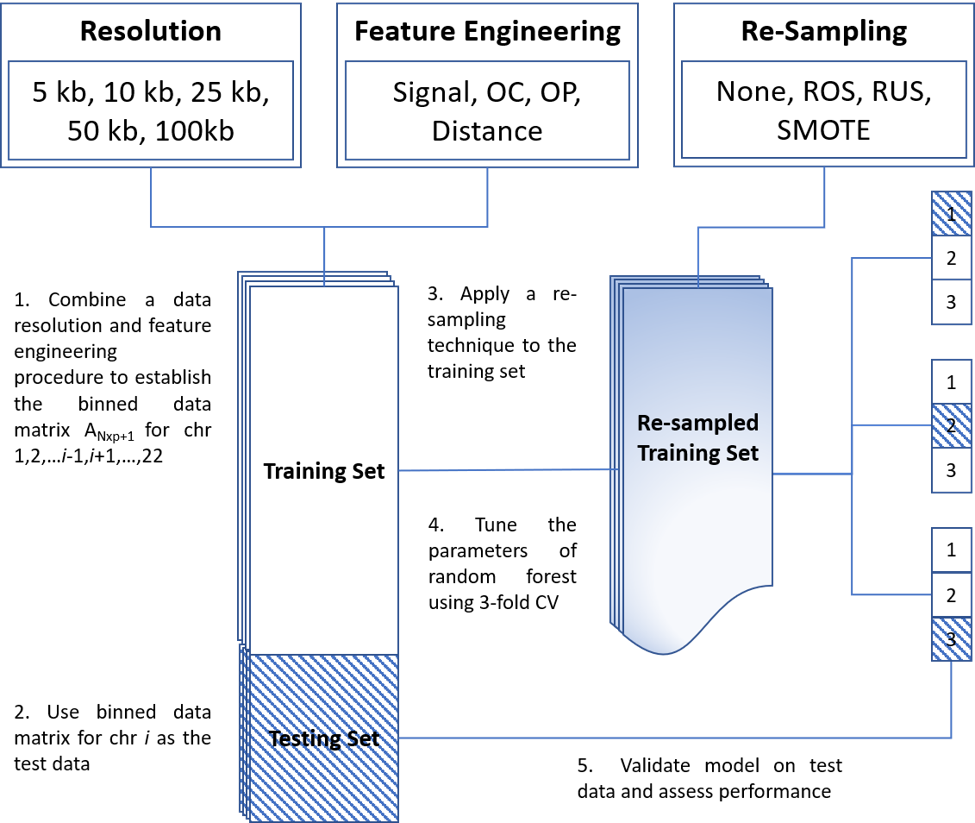 Resolution
5 kb, 10 kb, 25 kb,
50 kb, 100kb
Feature Engineering
Signal, OC, OP,
Distance
Re-Sampling
None, ROS, RUS,
SMOTE
1. Combine a data
resolution and feature
engineering
procedure to establish
the binned data
matrix ANxp+1 for chr
1,2,...i-1,i+1,...,22
Training Set
3. Apply a re-
sampling
technique to the
training set
Re-sampled
Training Set
4. Tune the
parameters of
random forest
using 3-fold CV
1
2
3
1
2
3
1
2
3
2. Use binned data
matrix for chr i as the
test data
Testing Set
5. Validate model on test
data and assess performance